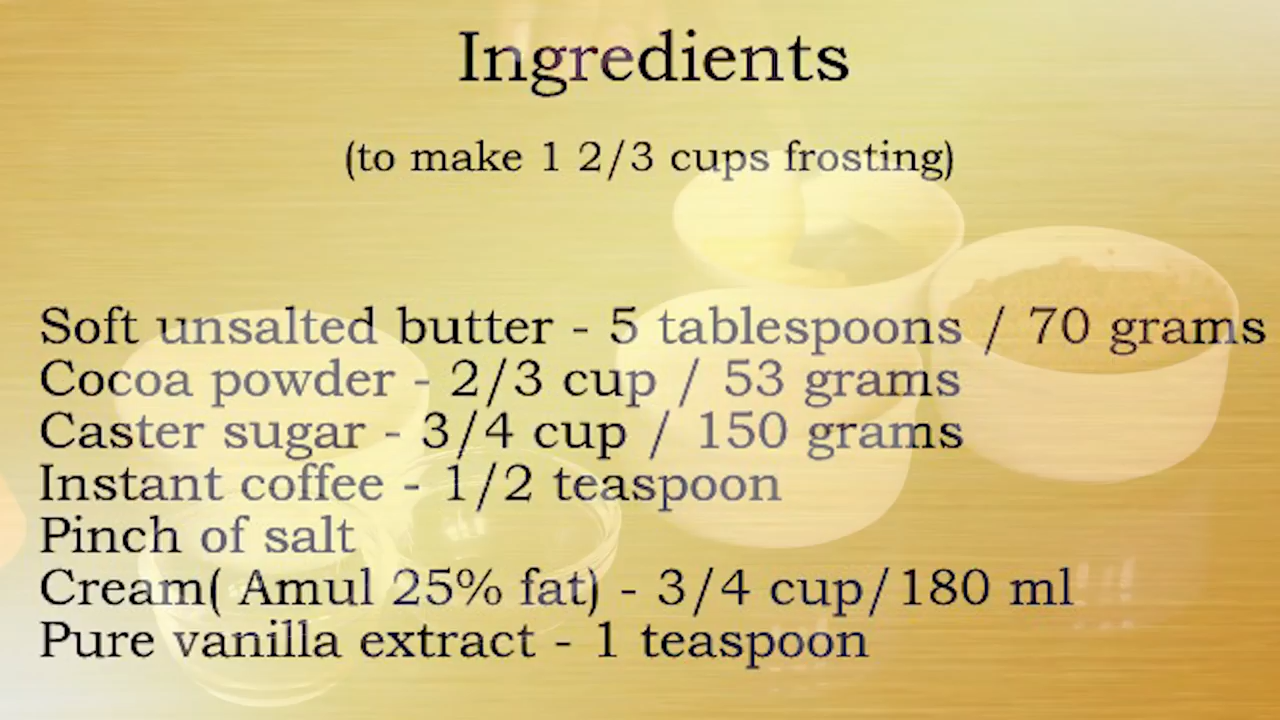 Ingredients
(to make 1 2/3 cups frosting)
Soft unsalted butter - 5 tablespoons / 70 grams
Cocoa powder - 2/3 cup / 53 grams
Caster sugar - 3/4 cup / 150 grams
Instant coffee - 1/2 teaspoon
Pinch of salt
Cream( Amul 25% fat) - 3/4 cup/180 ml
Pure vanilla extract - 1 teaspoon